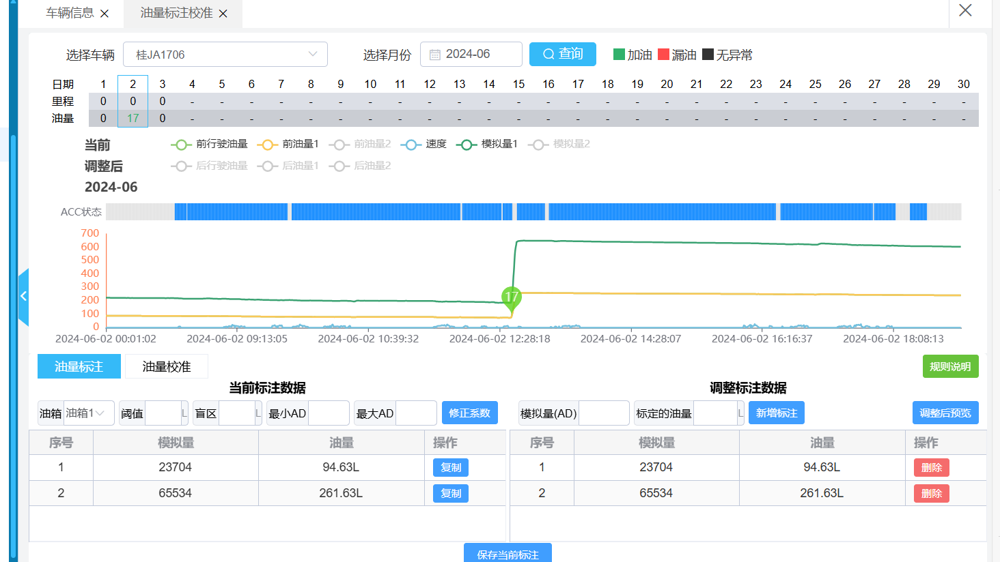 车辆信息 油量标注校准
选择车辆 桂JA1706 选择月份 2024-06 查询 加油 漏油 无异常
日期 1 2 3 4 5 6 7 8 9 10 11 12 13 14 15 16 17 18 19 20 21 22 23 24 25 26 27 28 29 30
里程 0 0 0 - - - - - - - - - - - - - - - - - - - - - - - - - - -
油量 0 17 0 - - - - - - - - - - - - - - - - - - - - - - - - - - -
当前 前行驶油量 前油量1 前油量2 速度 模拟量1 模拟量2
调整后 后行驶油量 后油量1 后油量2
2024-06
ACC状态
700
600
500
400
300
200
100
0
17
2024-06-02 00:01:02 2024-06-02 09:13:05 2024-06-02 10:39:32 2024-06-02 12:28:18 2024-06-02 14:28:07 2024-06-02 16:16:37 2024-06-02 18:08:13
油量标注 油量校准 规则说明
当前标注数据 调整标注数据
油箱 油箱1 阈值 L 盲区 L 最小AD 最大AD 修正系数 模拟量(AD) 标定的油量 L 新增标注 调整后预览
序号 模拟量 油量 操作 序号 模拟量 油量 操作
1 23704 94.63L 复制 1 23704 94.63L 删除
2 65534 261.63L 复制 2 65534 261.63L 删除
保存当前标注